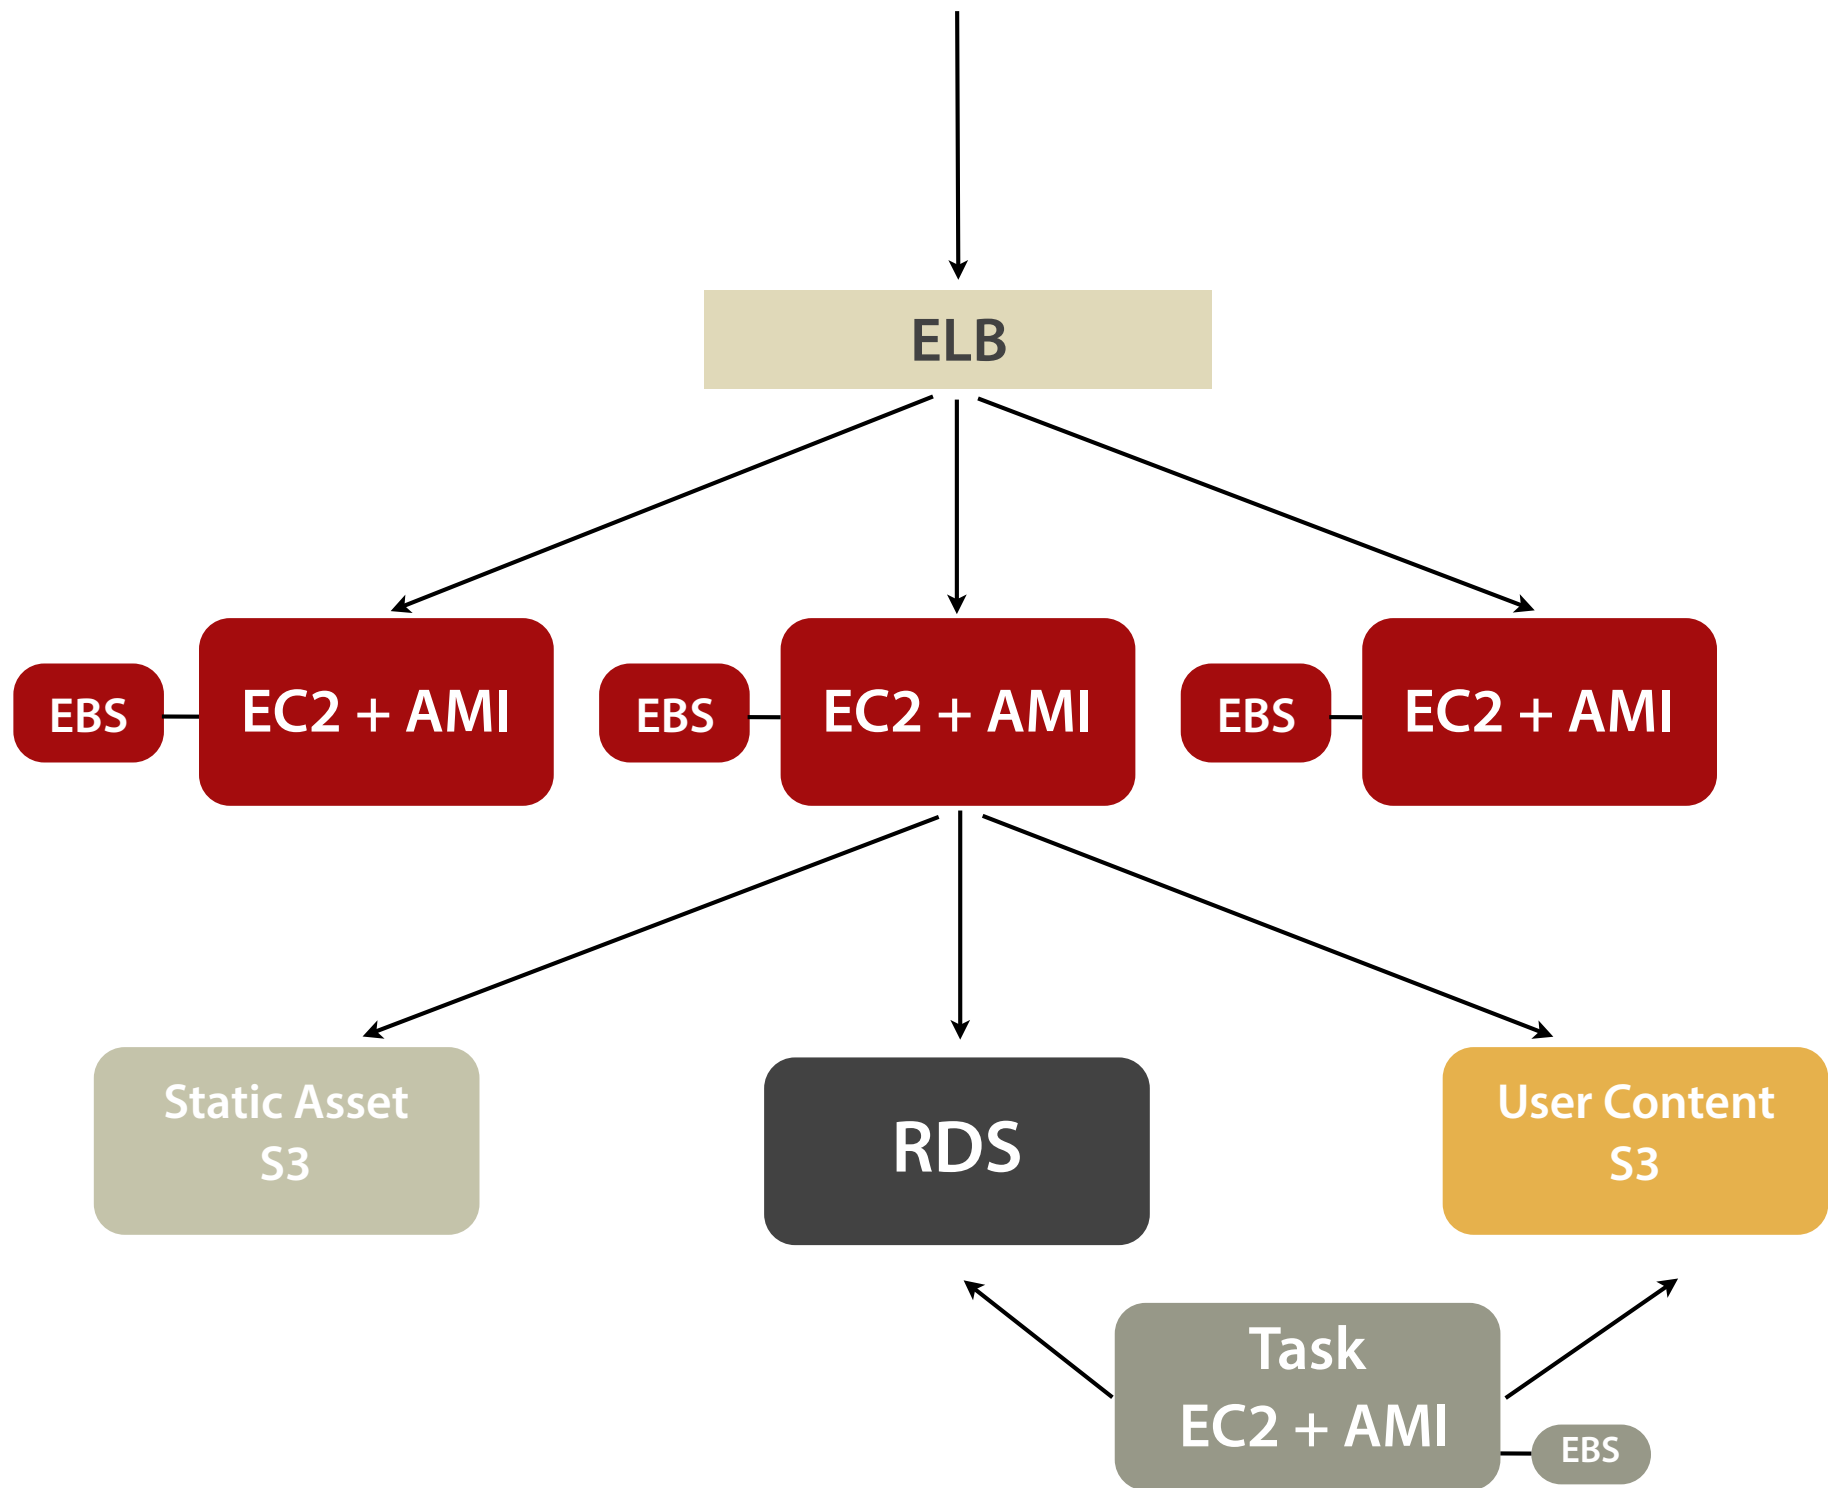 ELB
EBS
EC2 + AMI
EBS
EC2 + AMI
EBS
EC2 + AMI
Static Asset
S3
RDS
User Content
S3
Task
EC2 + AMI
EBS